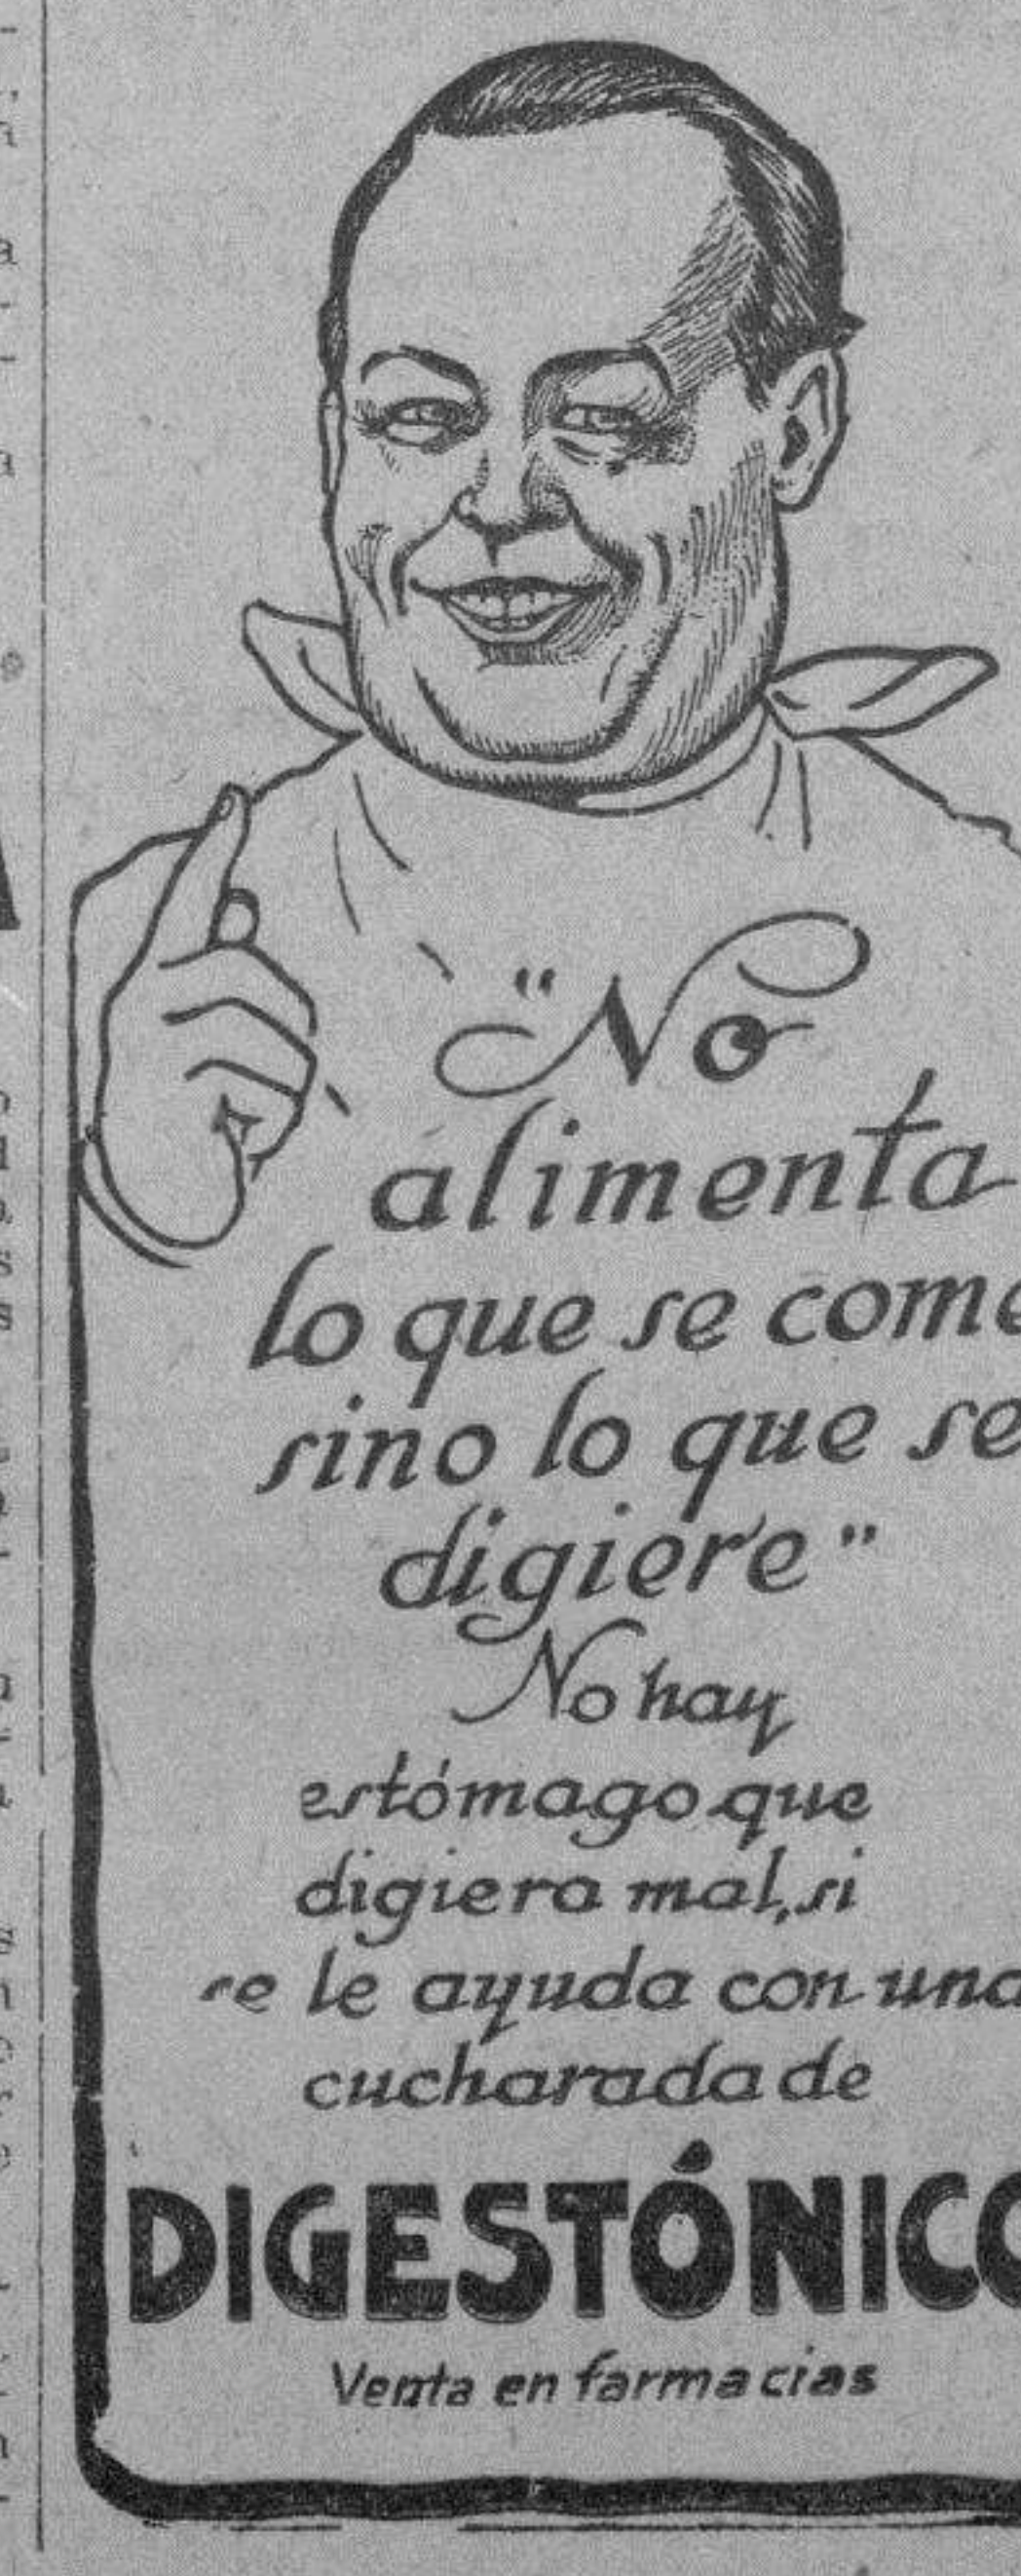 "No
alimenta
lo que se come
sino lo que se
digiere"
No hay
estómago que
digiera mal, si
se le ayuda con una
cucharada de
DIGESTÓNICO
Venta en farmacias